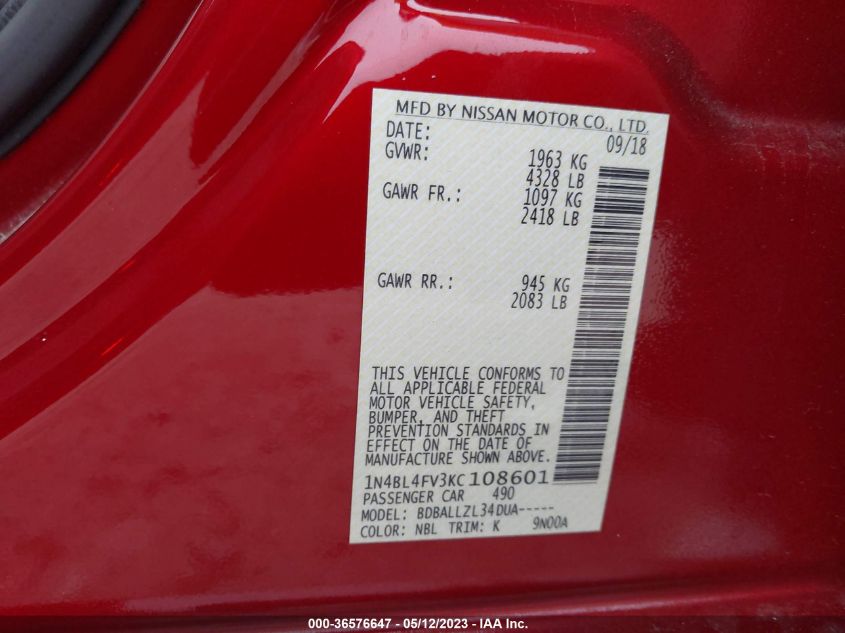 MFD BY NISSAN MOTOR CO., LTD.
DATE: 09/18
GVWR: 1963 KG
4328 LB
GAWR FR.: 1097 KG
2418 LB
GAWR RR.: 945 KG
2083 LB
THIS VEHICLE CONFORMS TO
ALL APPLICABLE FEDERAL
MOTOR VEHICLE SAFETY,
BUMPER, AND THEFT
PREVENTION STANDARDS IN
EFFECT ON THE DATE OF
MANUFACTURE SHOWN ABOVE.
1N4BL4FV3KC108601
PASSENGER CAR 490
MODEL: BDBALLZL34DUA-----
COLOR: NBL TRIM: K 9N00A
000-36576647 - 05/12/2023 - IAA Inc.